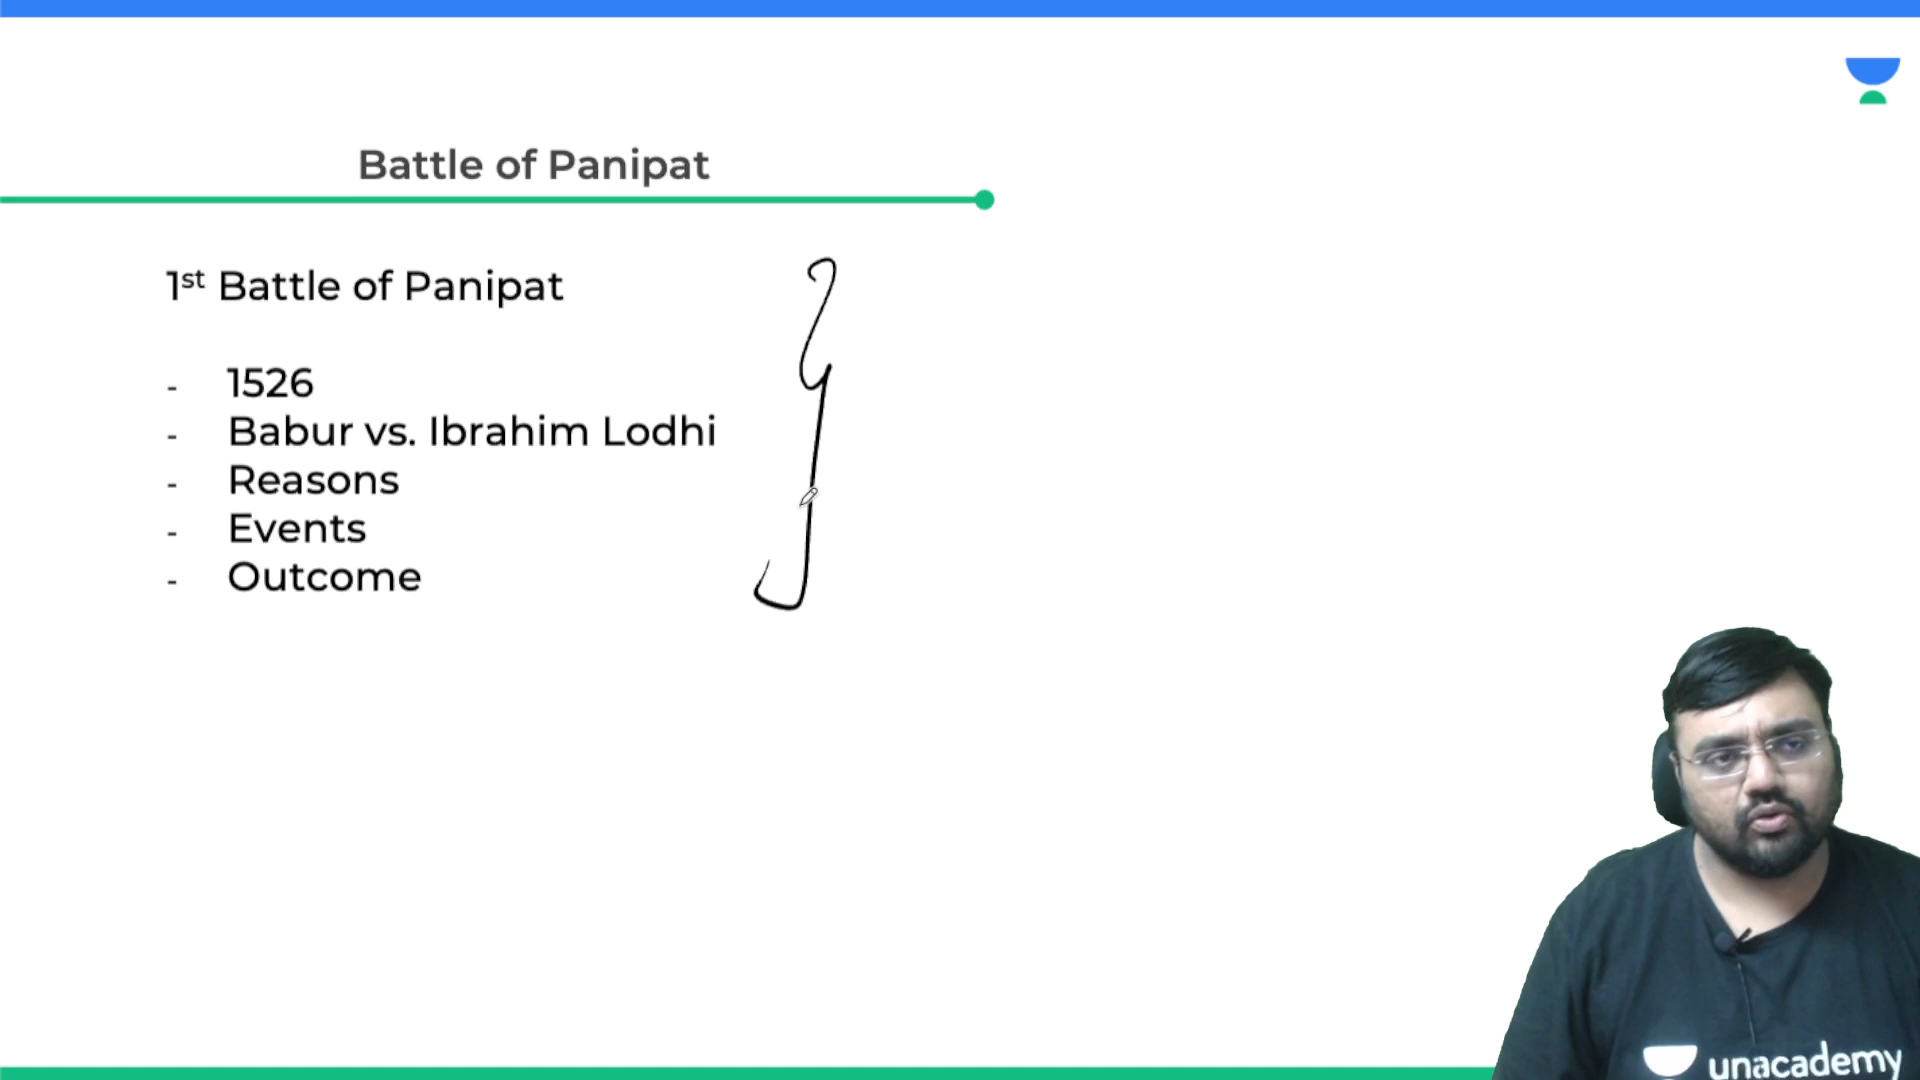 Battle of Panipat
1st Battle of Panipat
- 1526
- Babur vs. Ibrahim Lodhi
- Reasons
- Events
- Outcome
unacademy